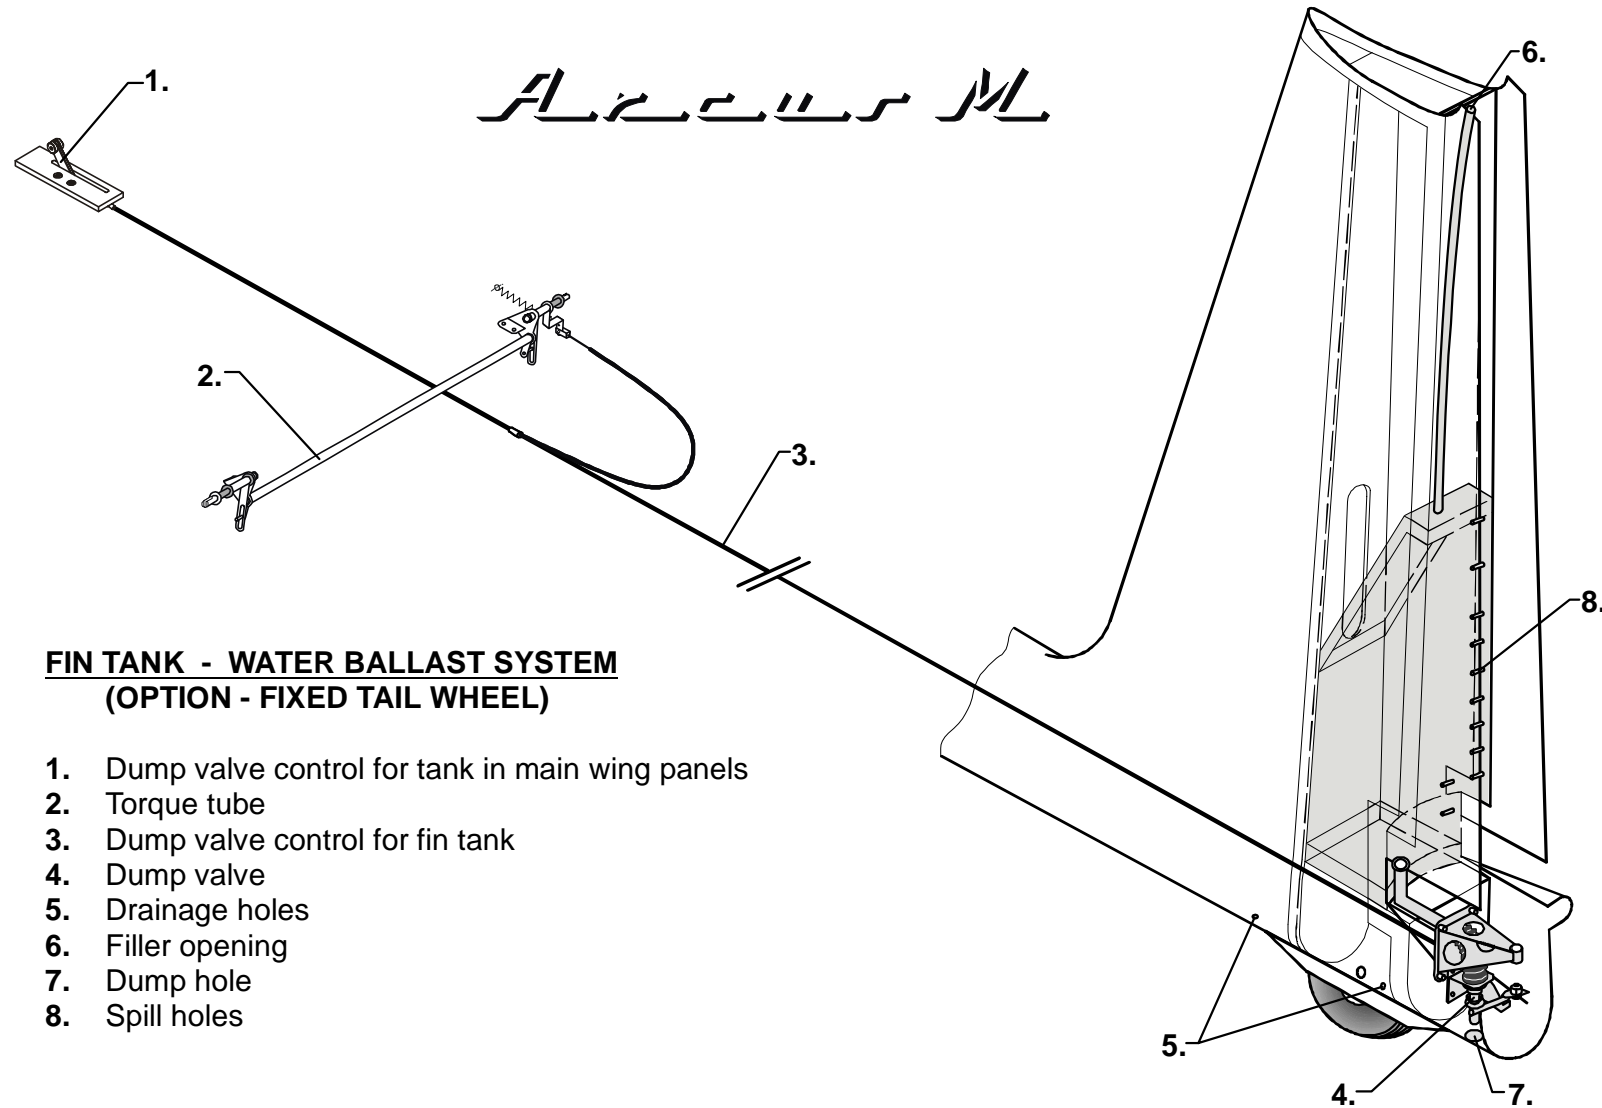 1.
Arcus M
6.
2.
3.
8.
FIN TANK - WATER BALLAST SYSTEM
(OPTION - FIXED TAIL WHEEL)
1. Dump valve control for tank in main wing panels
2. Torque tube
3. Dump valve control for fin tank
4. Dump valve
5. Drainage holes
6. Filler opening
7. Dump hole
8. Spill holes
5.
4.
7.